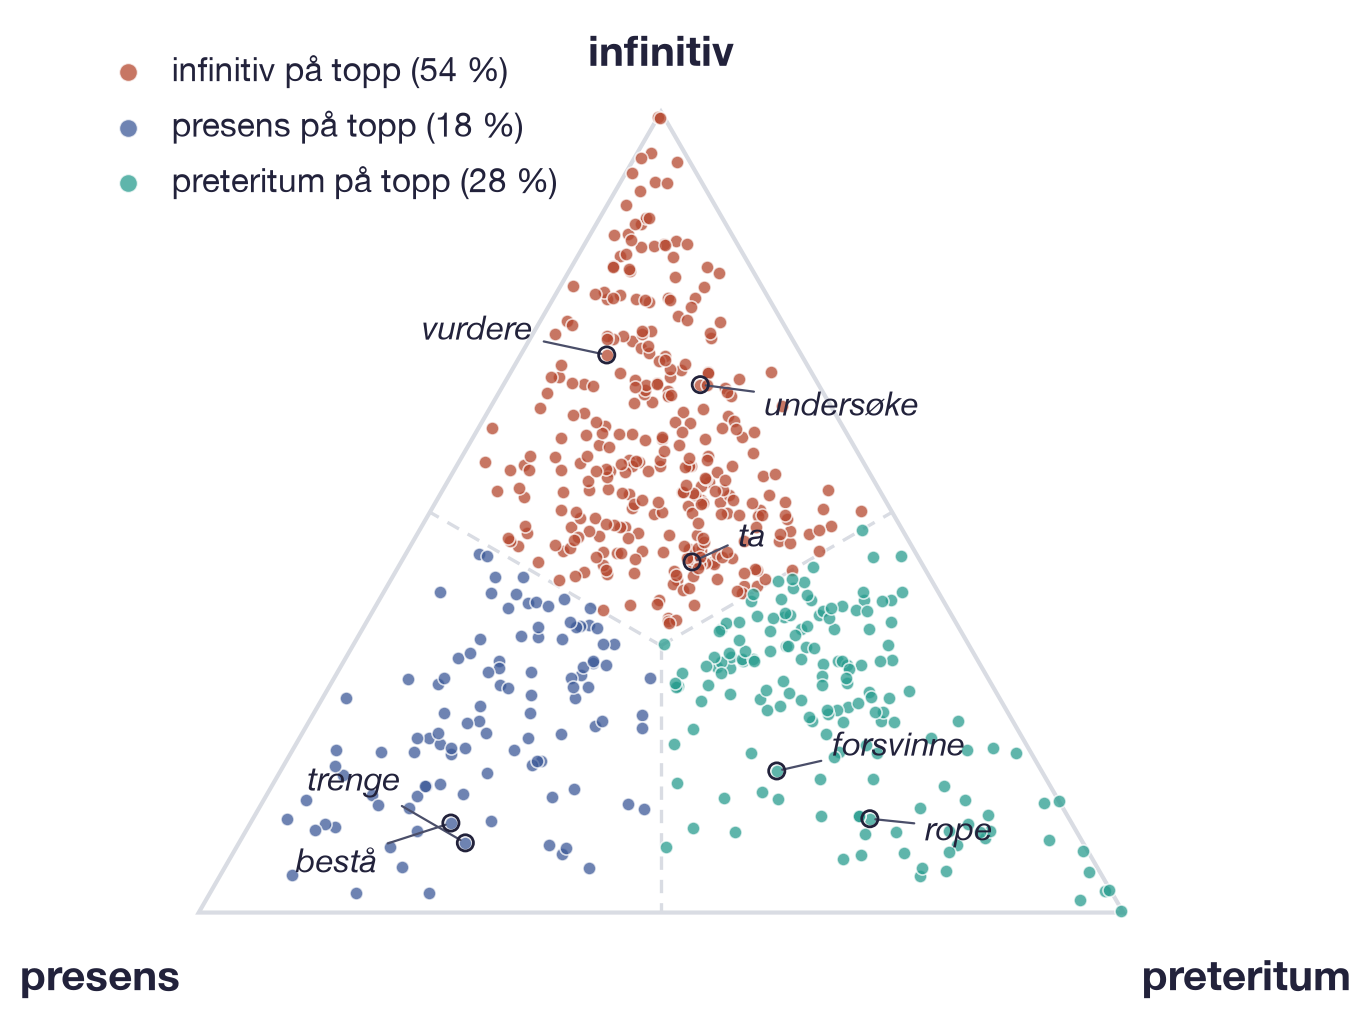 infinitiv
infinitiv på topp (54 %)
presens på topp (18 %)
preteritum på topp (28 %)
vurdere
undersøke
ta
forsvinne
trenge
rope
bestå
presens
preteritum